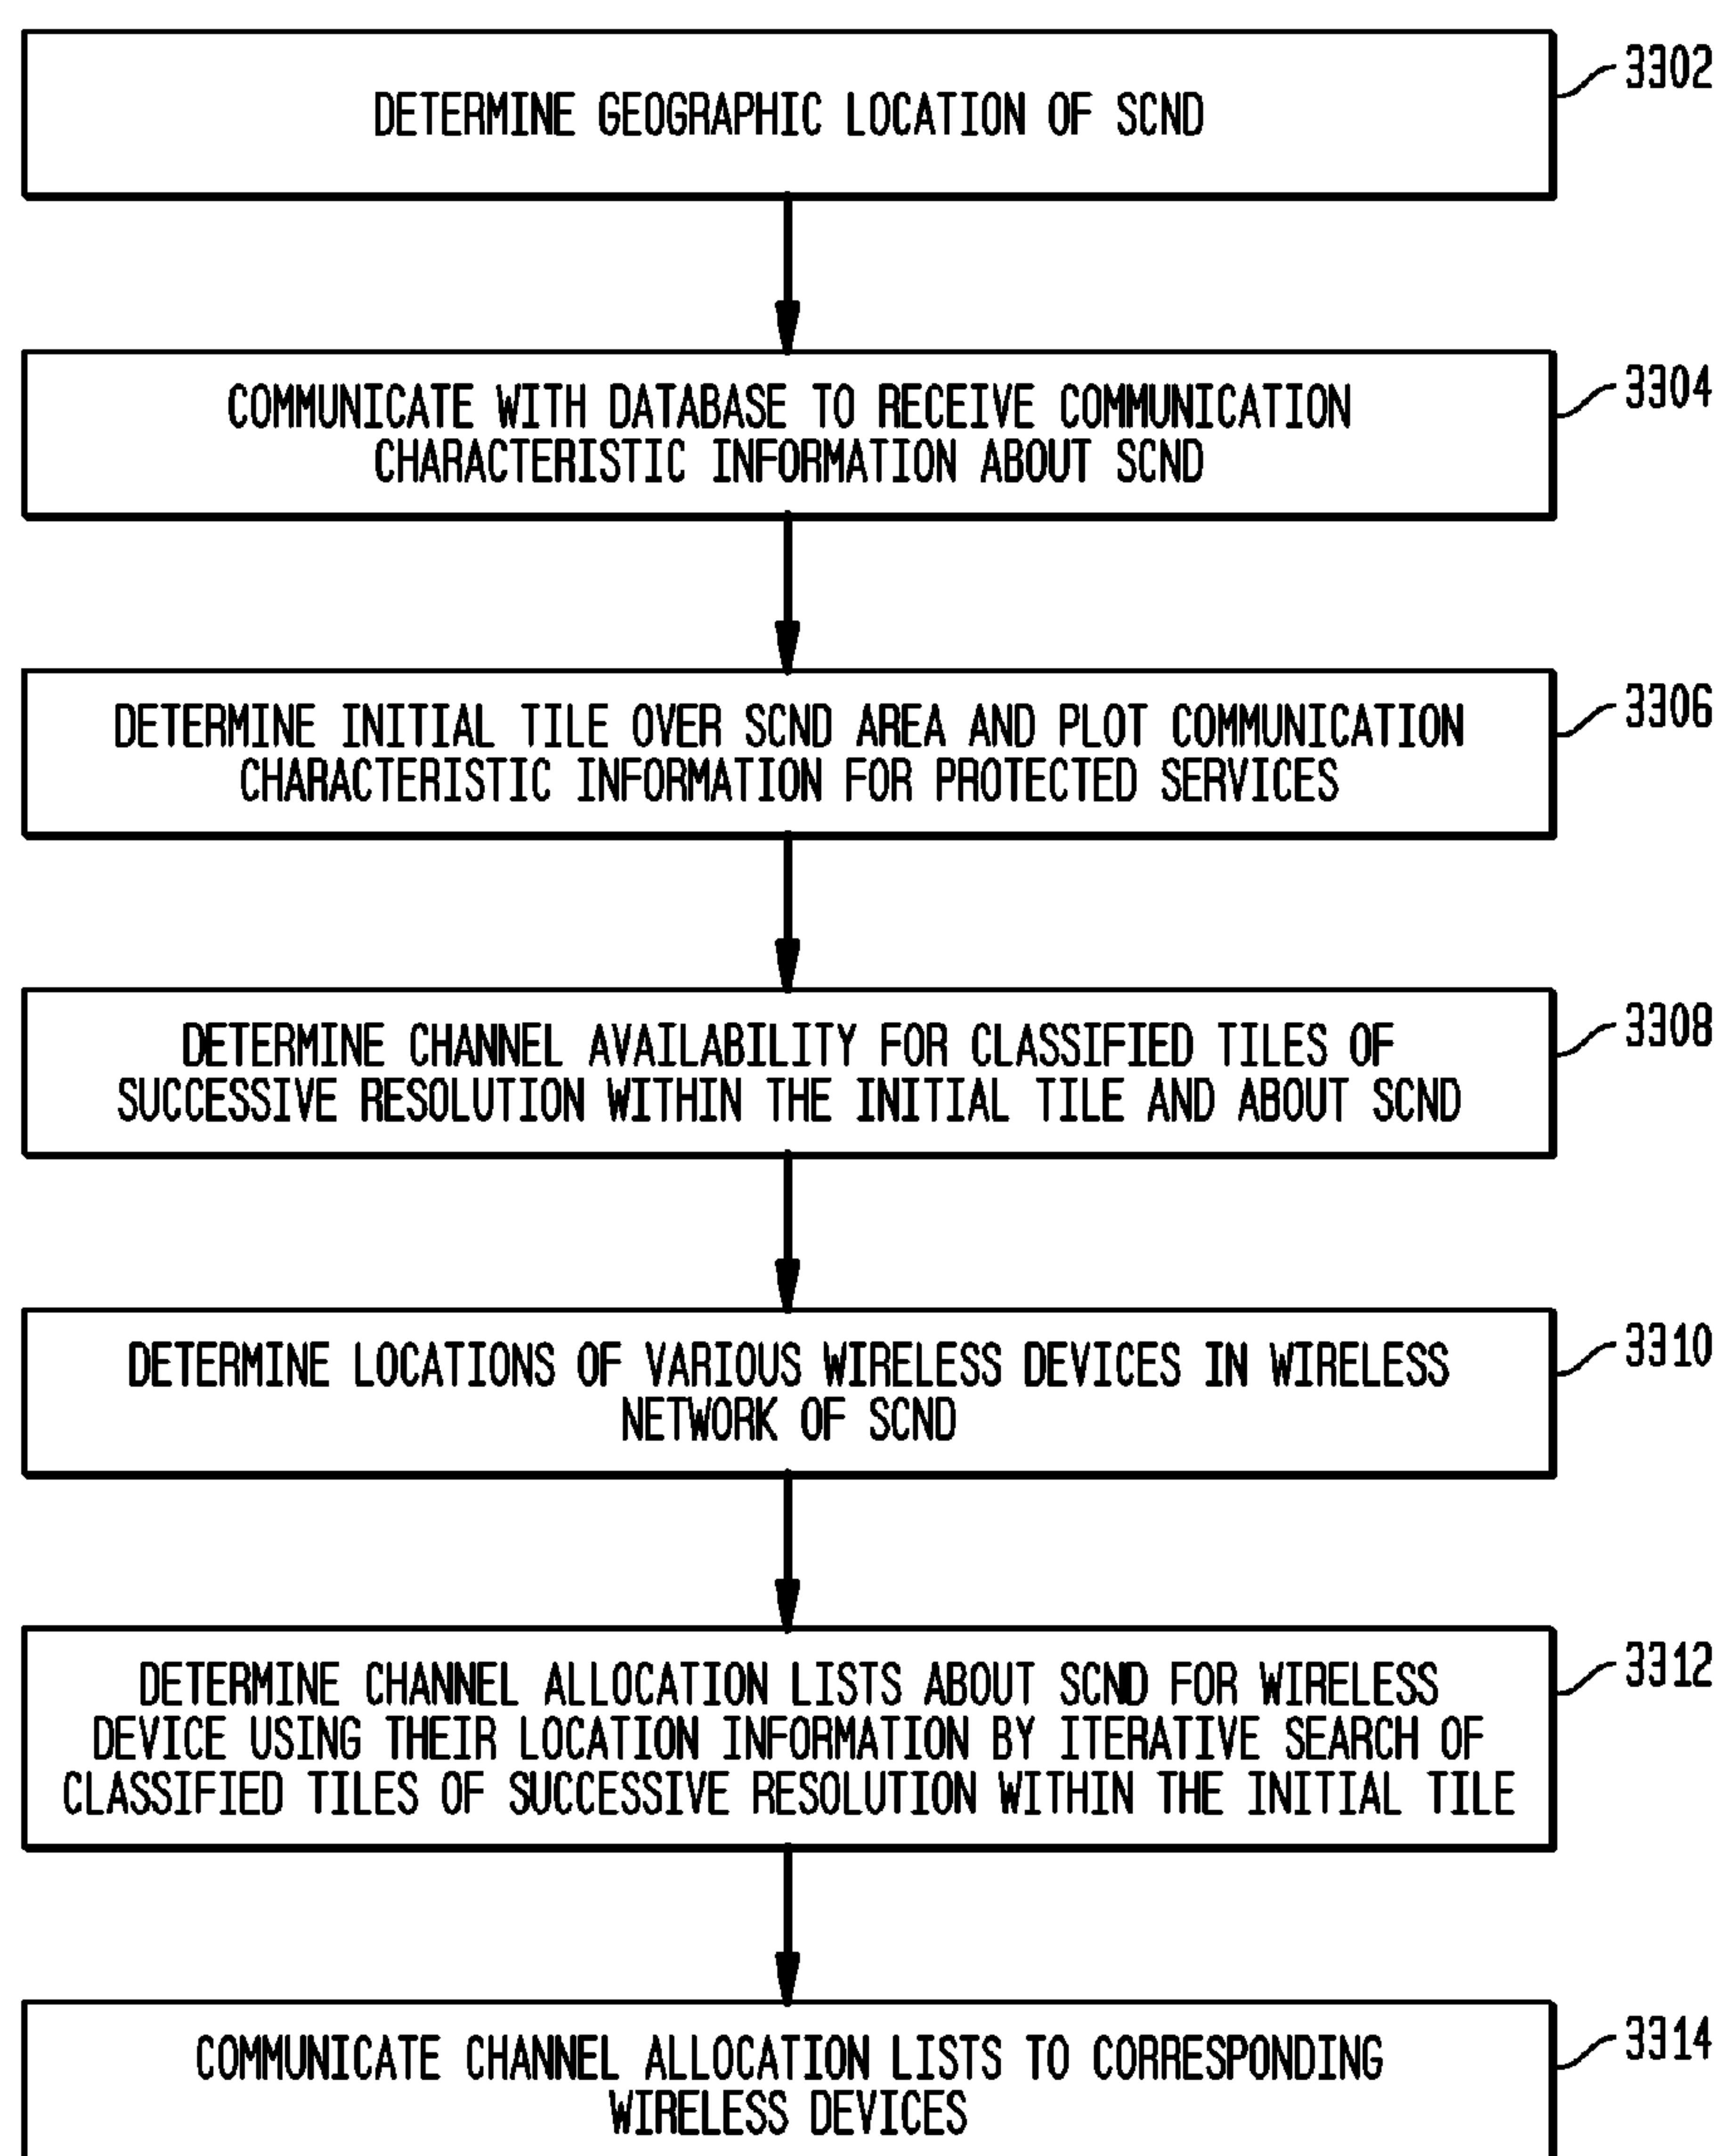 DETERMINE GEOGRAPHIC LOCATION OF SCND
3302
COMMUNICATE WITH DATABASE TO RECEIVE COMMUNICATION
CHARACTERISTIC INFORMATION ABOUT SCND
3304
DETERMINE INITIAL TILE OVER SCND AREA AND PLOT COMMUNICATION
CHARACTERISTIC INFORMATION FOR PROTECTED SERVICES
3306
DETERMINE CHANNEL AVAILABILITY FOR CLASSIFIED TILES OF
SUCCESSIVE RESOLUTION WITHIN THE INITIAL TILE AND ABOUT SCND
3308
DETERMINE LOCATIONS OF VARIOUS WIRELESS DEVICES IN WIRELESS
NETWORK OF SCND
3310
DETERMINE CHANNEL ALLOCATION LISTS ABOUT SCND FOR WIRELESS
DEVICE USING THEIR LOCATION INFORMATION BY ITERATIVE SEARCH OF
CLASSIFIED TILES OF SUCCESSIVE RESOLUTION WITHIN THE INITIAL TILE
3312
COMMUNICATE CHANNEL ALLOCATION LISTS TO CORRESPONDING
WIRELESS DEVICES
3314